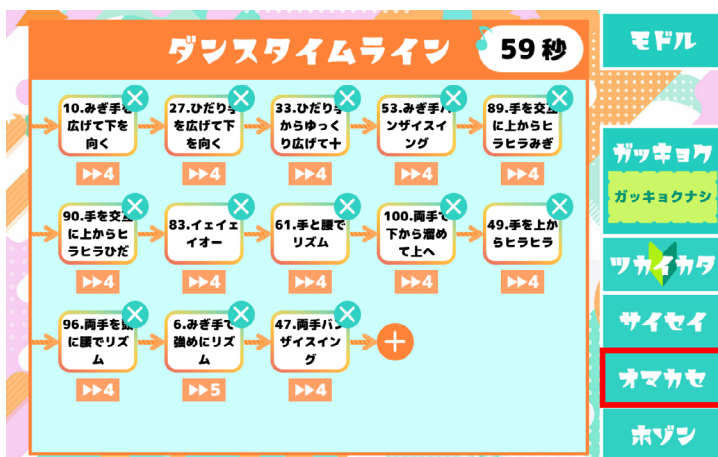 ダンスタイムライン
59 秒
モドル
10.みぎ手を
広げて下を
向く
27.ひだり手
を広げて下
を向く
33.ひだり手
からゆっく
り広げて十
53.みぎ手バ
ンザイスイ
ング
89.手を交互
に上からヒ
ラヒラみぎ
▶▶4
▶▶4
▶▶4
▶▶4
▶▶4
ガッキョク
ガッキョクナシ
90.手を交互
に上からヒ
ラヒラひだ
83.イェイェ
イオー
61.手と腰で
リズム
100.両手で
下から溜め
て上へ
49.手を上か
らヒラヒラ
▶▶4
▶▶4
▶▶4
▶▶4
▶▶4
ツカイカタ
サイセイ
96.両手を頭
に腰でリズ
ム
6.みぎ手で
強めにリズ
ム
47.両手バン
ザイスイン
グ
▶▶4
▶▶5
▶▶4
オマカセ
ホゾン